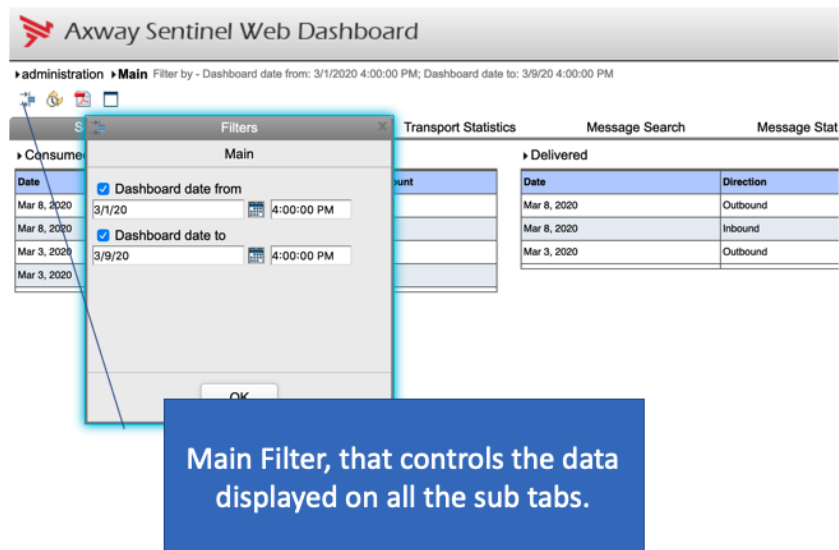 Axway Sentinel Web Dashboard
administration Main Filter by - Dashboard date from: 3/1/2020 4:00:00 PM; Dashboard date to: 3/9/20 4:00:00 PM
S Filters Transport Statistics Message Search Message Stat
Consume Main Delivered
Date unt Date Direction
Dashboard date from
Mar 8, 2020 3/1/20 4:00:00 PM Mar 8, 2020 Outbound
Mar 8, 2020 Dashboard date to Mar 8, 2020 Inbound
Mar 3, 2020 3/9/20 4:00:00 PM Mar 3, 2020 Outbound
Mar 3, 2020
OK
Main Filter, that controls the data
displayed on all the sub tabs.